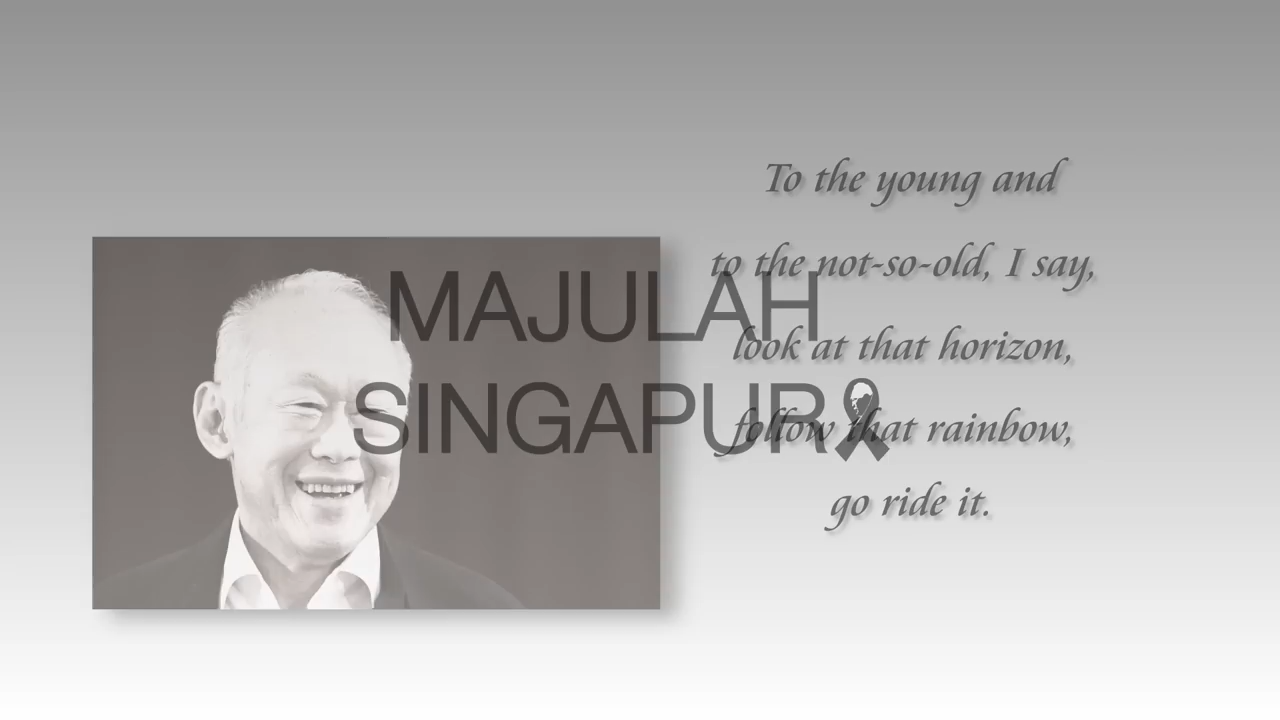 To the young and
to the not-so-old, I say,
look at that horizon,
follow that rainbow,
go ride it.
MAJULAH
SINGAPUR